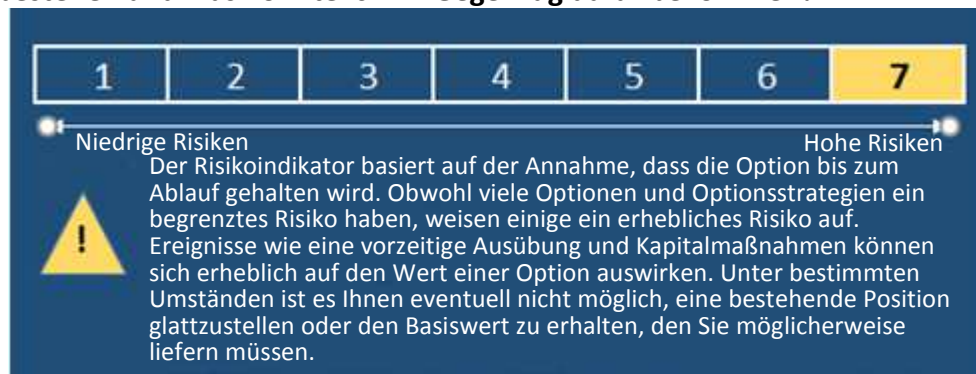 1 2 3 4 5 6 7
Niedrige Risiken Hohe Risiken
Der Risikoindikator basiert auf der Annahme, dass die Option bis zum
Ablauf gehalten wird. Obwohl viele Optionen und Optionsstrategien ein
begrenztes Risiko haben, weisen einige ein erhebliches Risiko auf.
! Ereignisse wie eine vorzeitige Ausübung und Kapitalmaßnahmen können
sich erheblich auf den Wert einer Option auswirken. Unter bestimmten
Umständen ist es Ihnen eventuell nicht möglich, eine bestehende Position
glattzustellen oder den Basiswert zu erhalten, den Sie möglicherweise
liefern müssen.